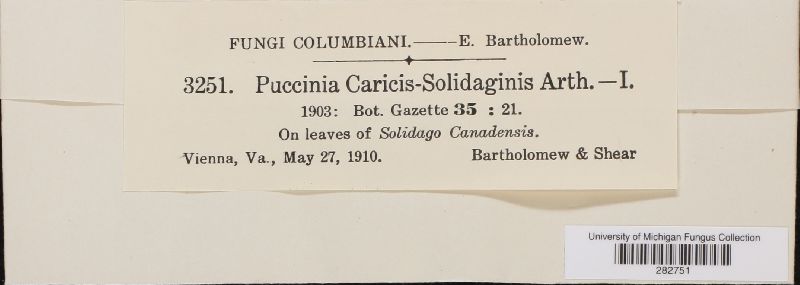 FUNGI COLUMBIANI.——E. Bartholomew.
3251. Puccinia Caricis-Solidaginis Arth.—I.
1903: Bot. Gazette 35 : 21.
On leaves of Solidago Canadensis.
Vienna, Va., May 27, 1910. Bartholomew & Shear
University of Michigan Fungus Collection
282751